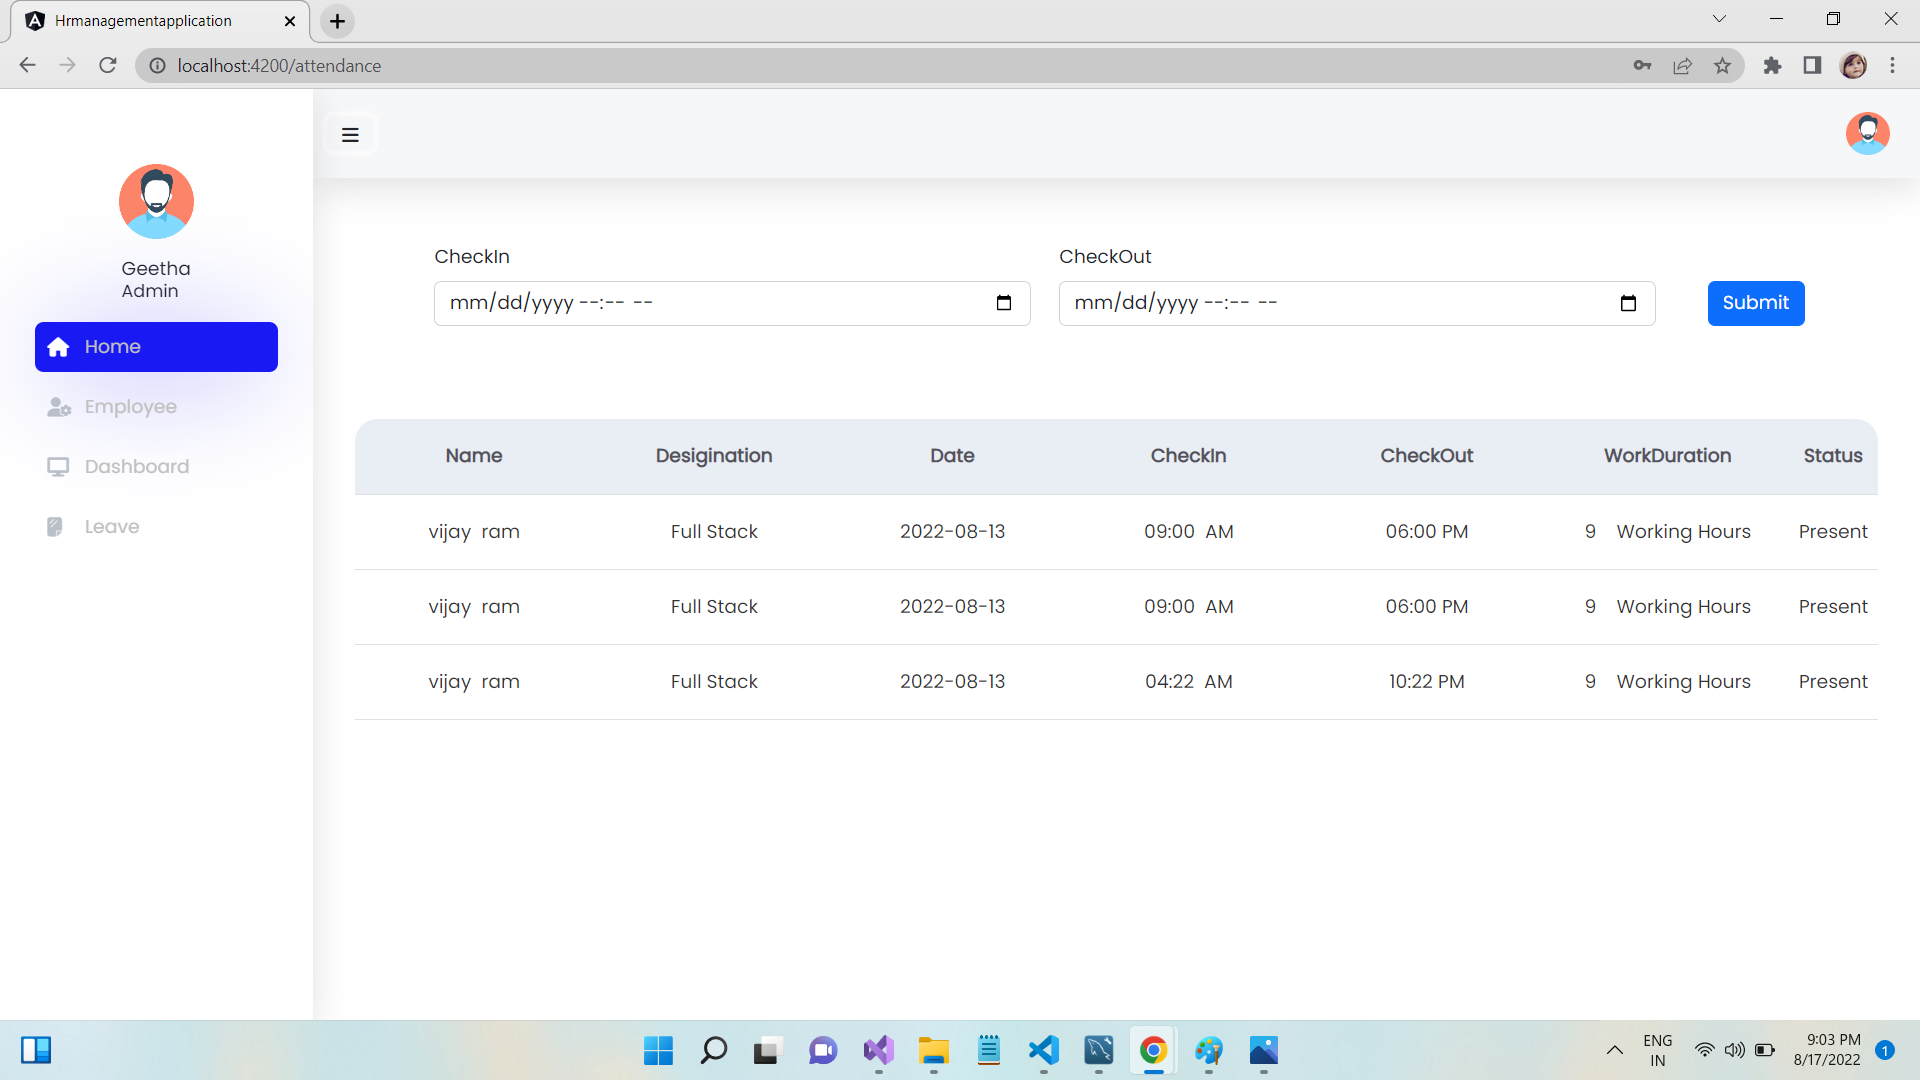 Hrmanagementapplication
localhost:4200/attendance
Geetha
Admin
Home
Employee
Dashboard
Leave
CheckIn CheckOut
mm/dd/yyyy --:-- -- mm/dd/yyyy --:-- -- Submit
Name Desigination Date CheckIn CheckOut WorkDuration Status
vijay ram Full Stack 2022-08-13 09:00 AM 06:00 PM 9 Working Hours Present
vijay ram Full Stack 2022-08-13 09:00 AM 06:00 PM 9 Working Hours Present
vijay ram Full Stack 2022-08-13 04:22 AM 10:22 PM 9 Working Hours Present
ENG 9:03 PM
IN 8/17/2022 1